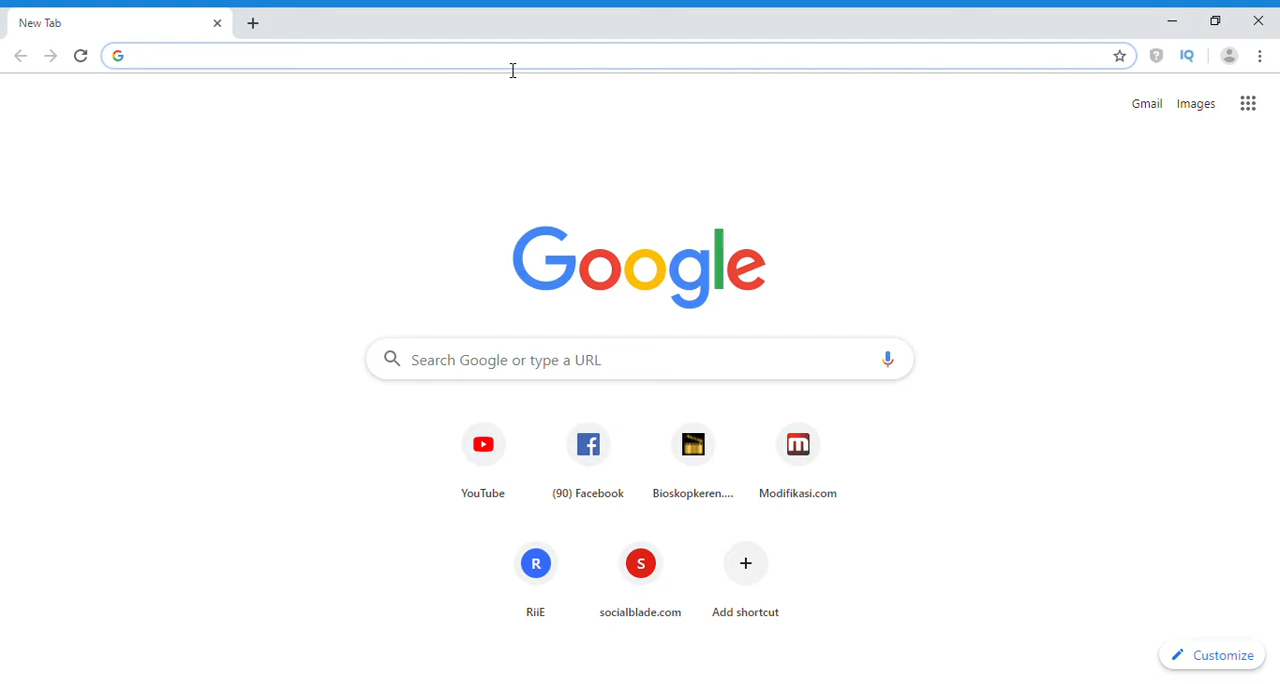 New Tab
IQ
Gmail Images
Google
Search Google or type a URL
YouTube (90) Facebook Bioskopkeren.... Modifikasi.com
R S
RiiE socialblade.com Add shortcut
Customize